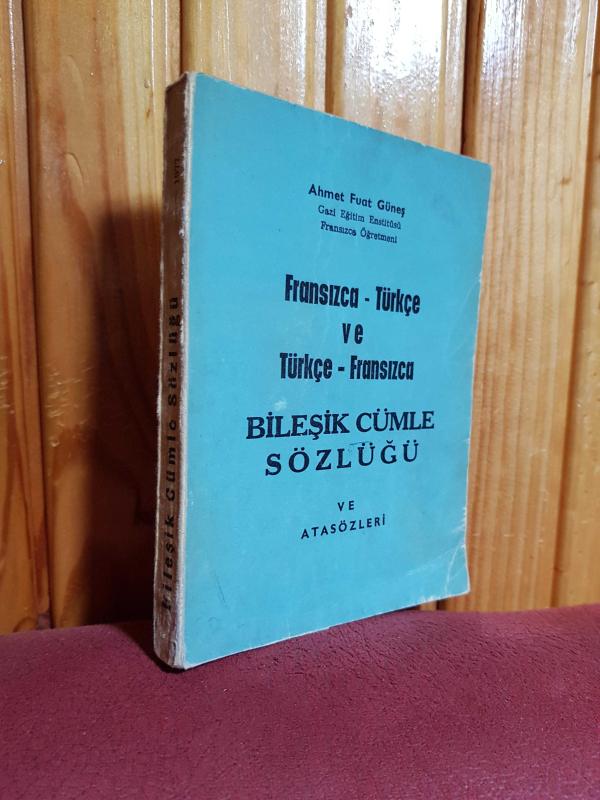 Ahmet Fuat Güneş
Gazi Eğitim Enstitüsü
Fransızca Öğretmeni
Fransızca - Türkçe
ve
Türkçe - Fransızca
BİLEŞİK CÜMLE
SÖZLÜĞÜ
VE
ATASÖZLERİ
Bileşik Cümle Sözlüğü
1977